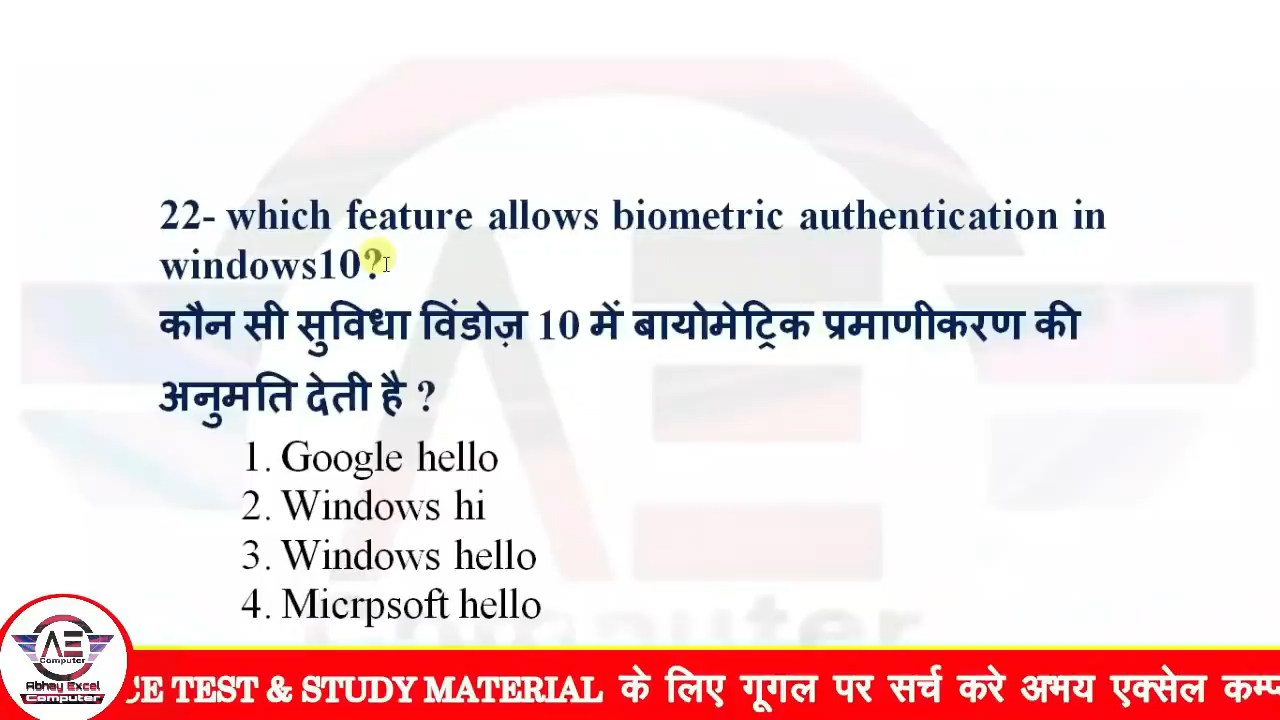 22- which feature allows biometric authentication in
windows10?
कौन सी सुविधा विंडोज़ 10 में बायोमेट्रिक प्रमाणीकरण की
अनुमति देती है ?
1. Google hello
2. Windows hi
3. Windows hello
4. Micrpsoft hello
Computer
AE
Computer
Abhay Excel
Computer
CE TEST & STUDY MATERIAL के लिए गूगल पर सर्च करे अभय एक्सेल कम्प